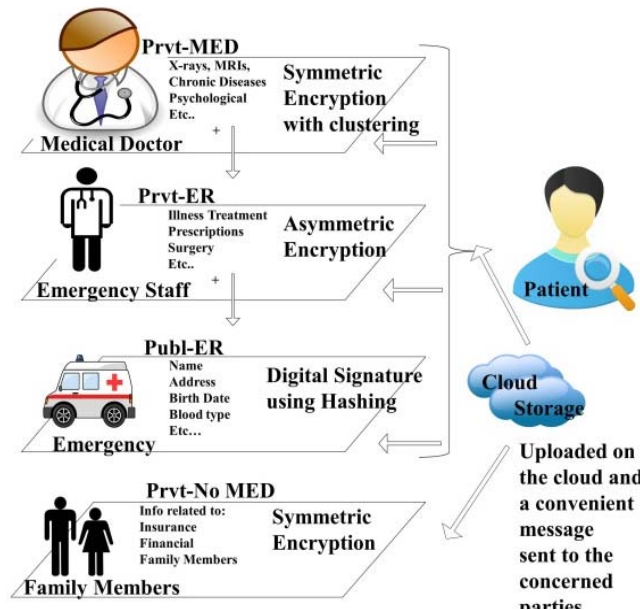 Prvt-MED
X-rays, MRIs,
Chronic Diseases
Psychological
Etc..
+
Symmetric
Encryption
with clustering
Medical Doctor
Prvt-ER
Illness Treatment
Prescriptions
Surgery
Etc..
+
Asymmetric
Encryption
Emergency Staff
Patient
Publ-ER
Name
Address
Birth Date
Blood type
Etc…
Digital Signature
using Hashing
Emergency
Cloud
Storage
Prvt-No MED
Info related to:
Insurance
Financial
Family Members
Symmetric
Encryption
Family Members
Uploaded on
the cloud and
a convenient
message
sent to the
concerned
parties